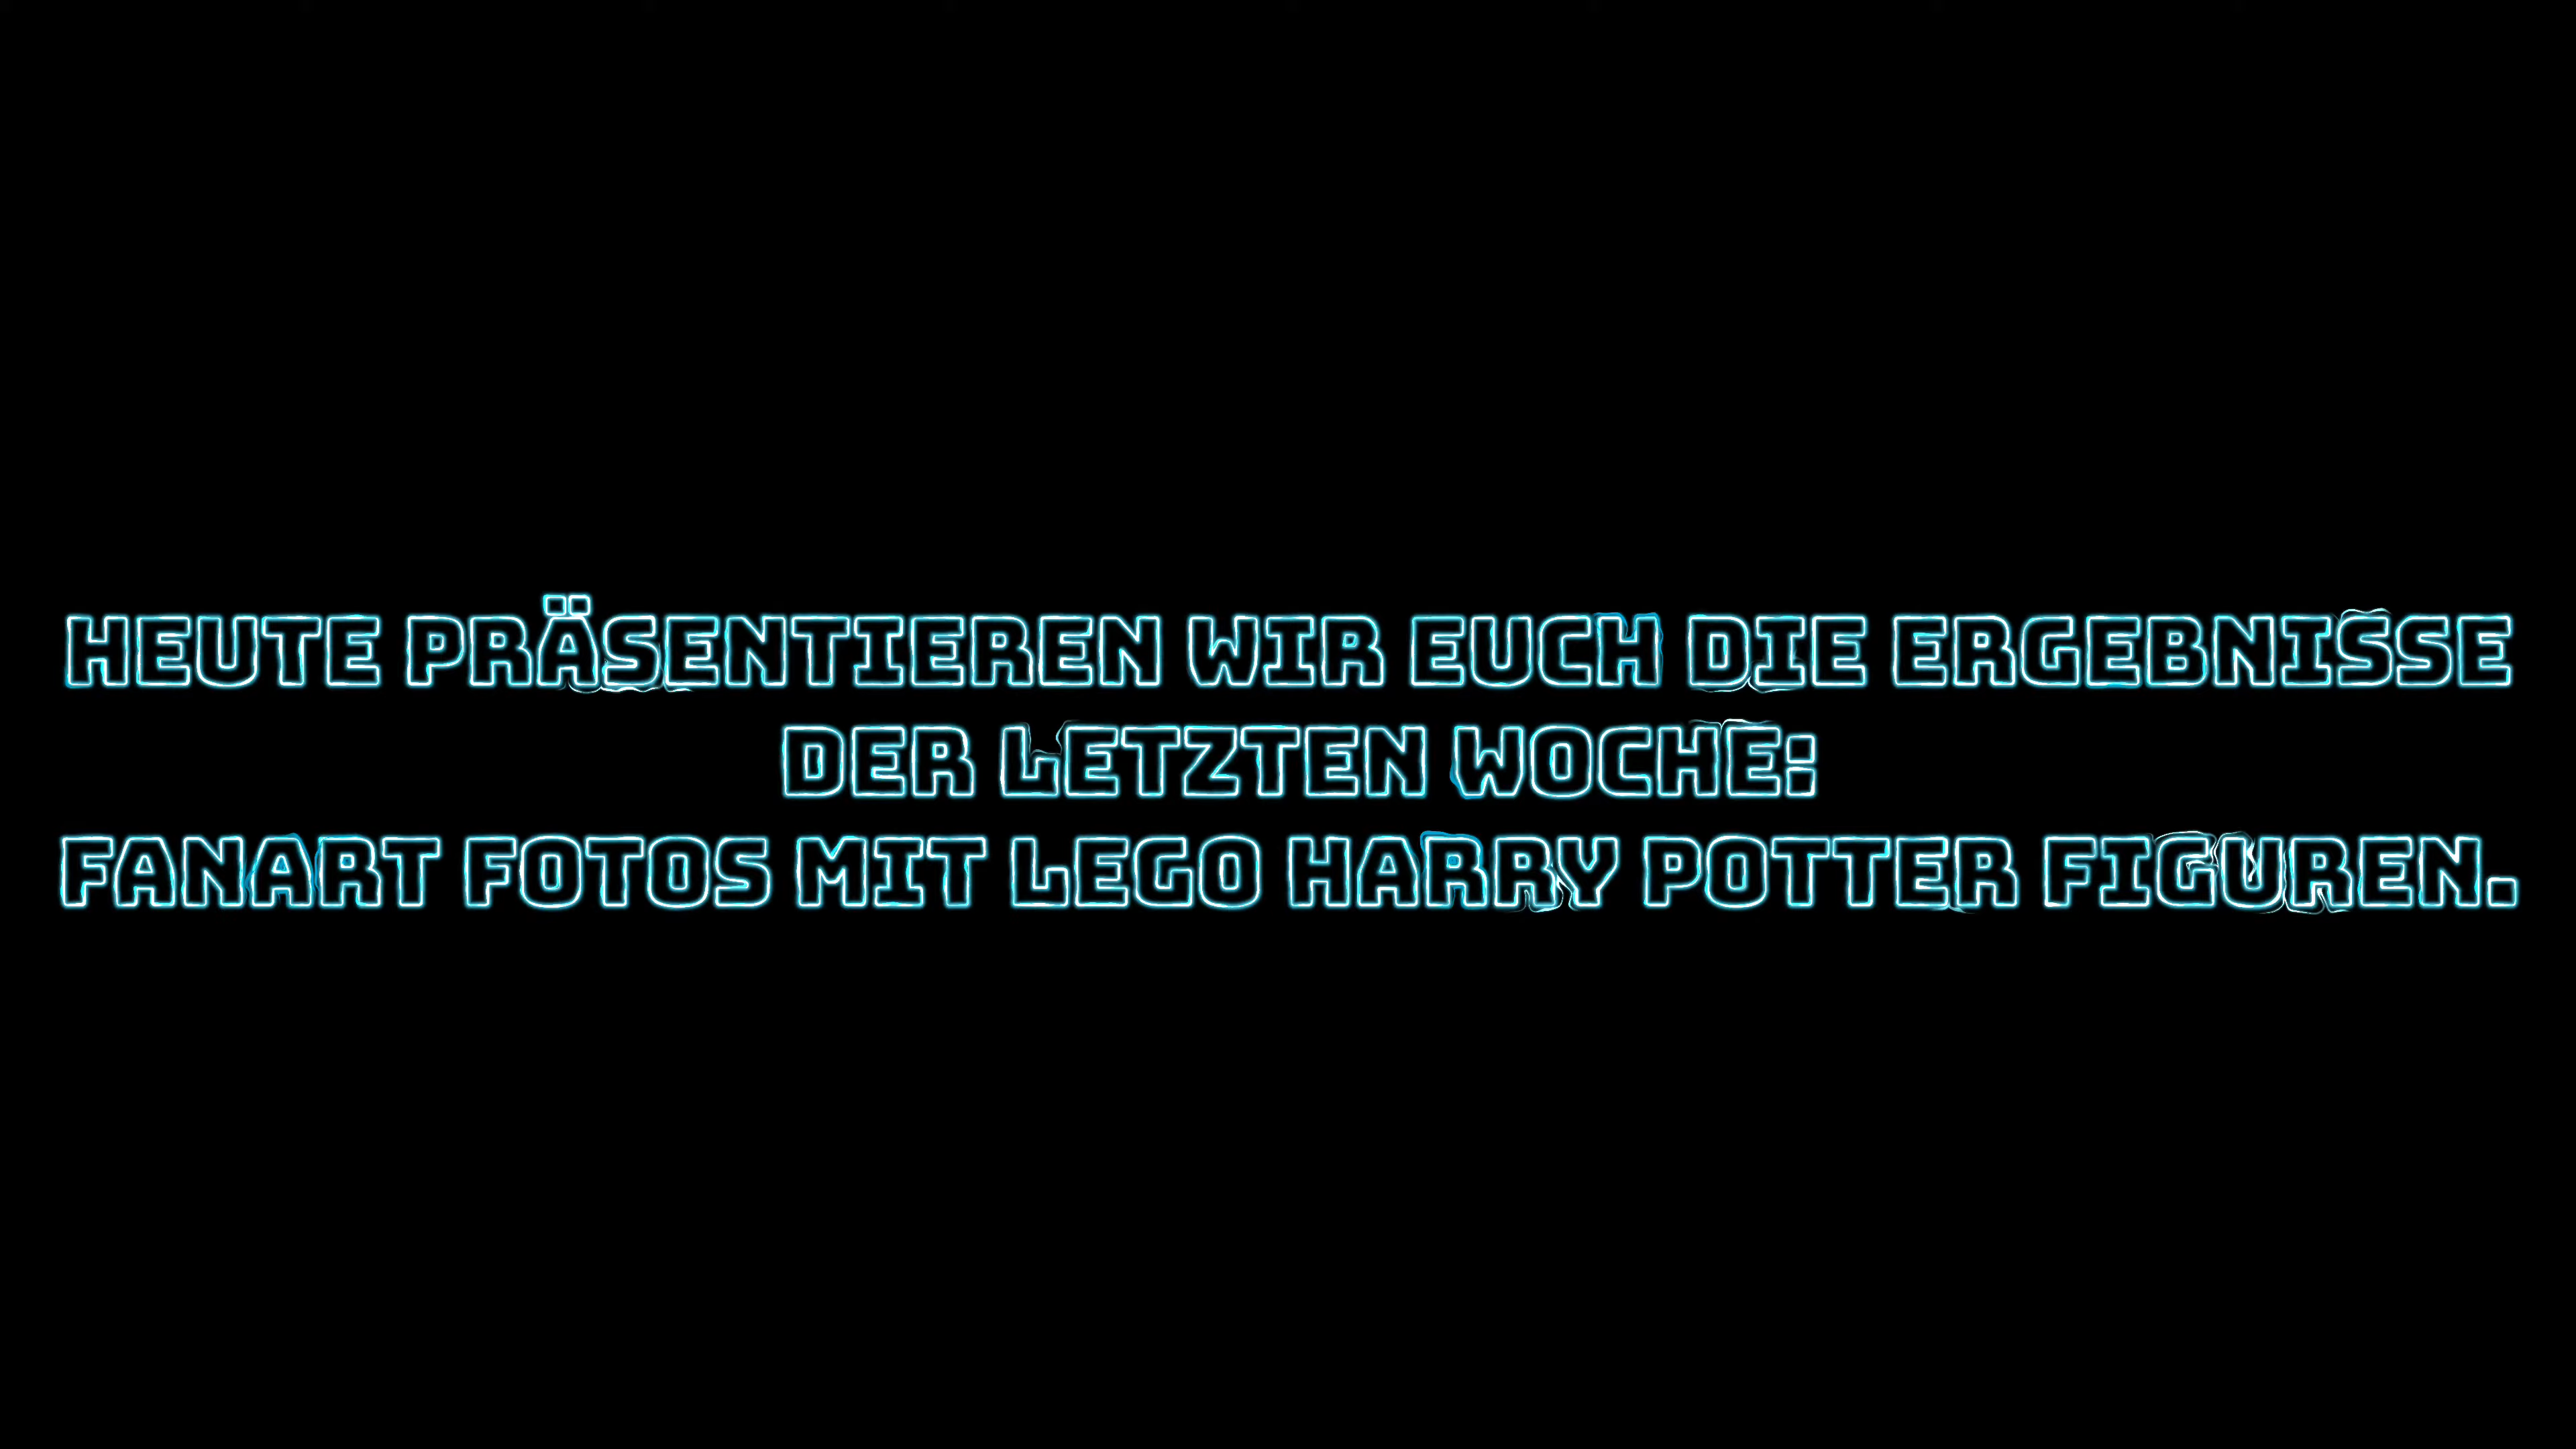 HEUTE PRÄSENTIEREN WIR EUCH DIE ERGEBNISSE
DER LETZTEN WOCHE:
FANART FOTOS MIT LEGO HARRY POTTER FIGUREN.